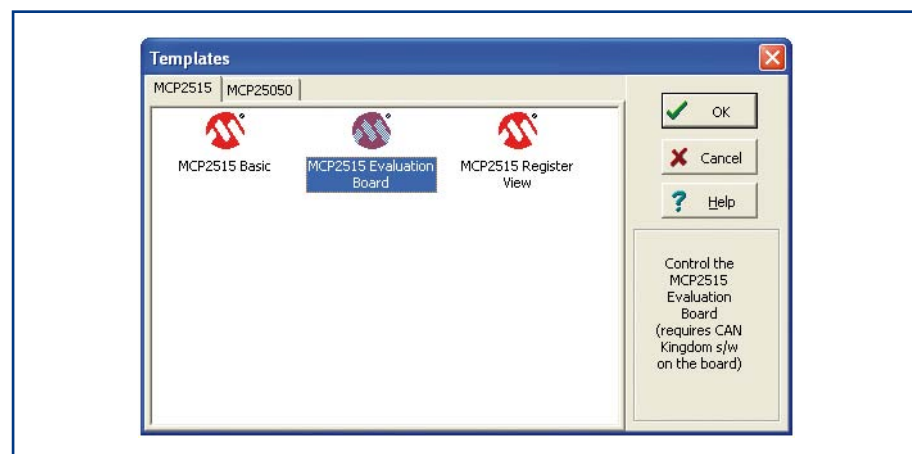 Templates
MCP2515
MCP25050
MCP2515 Basic
MCP2515 Evaluation
Board
MCP2515 Register
View
OK
Cancel
Help
Control the
MCP2515
Evaluation
Board
(requires CAN
Kingdom s/w
on the board)